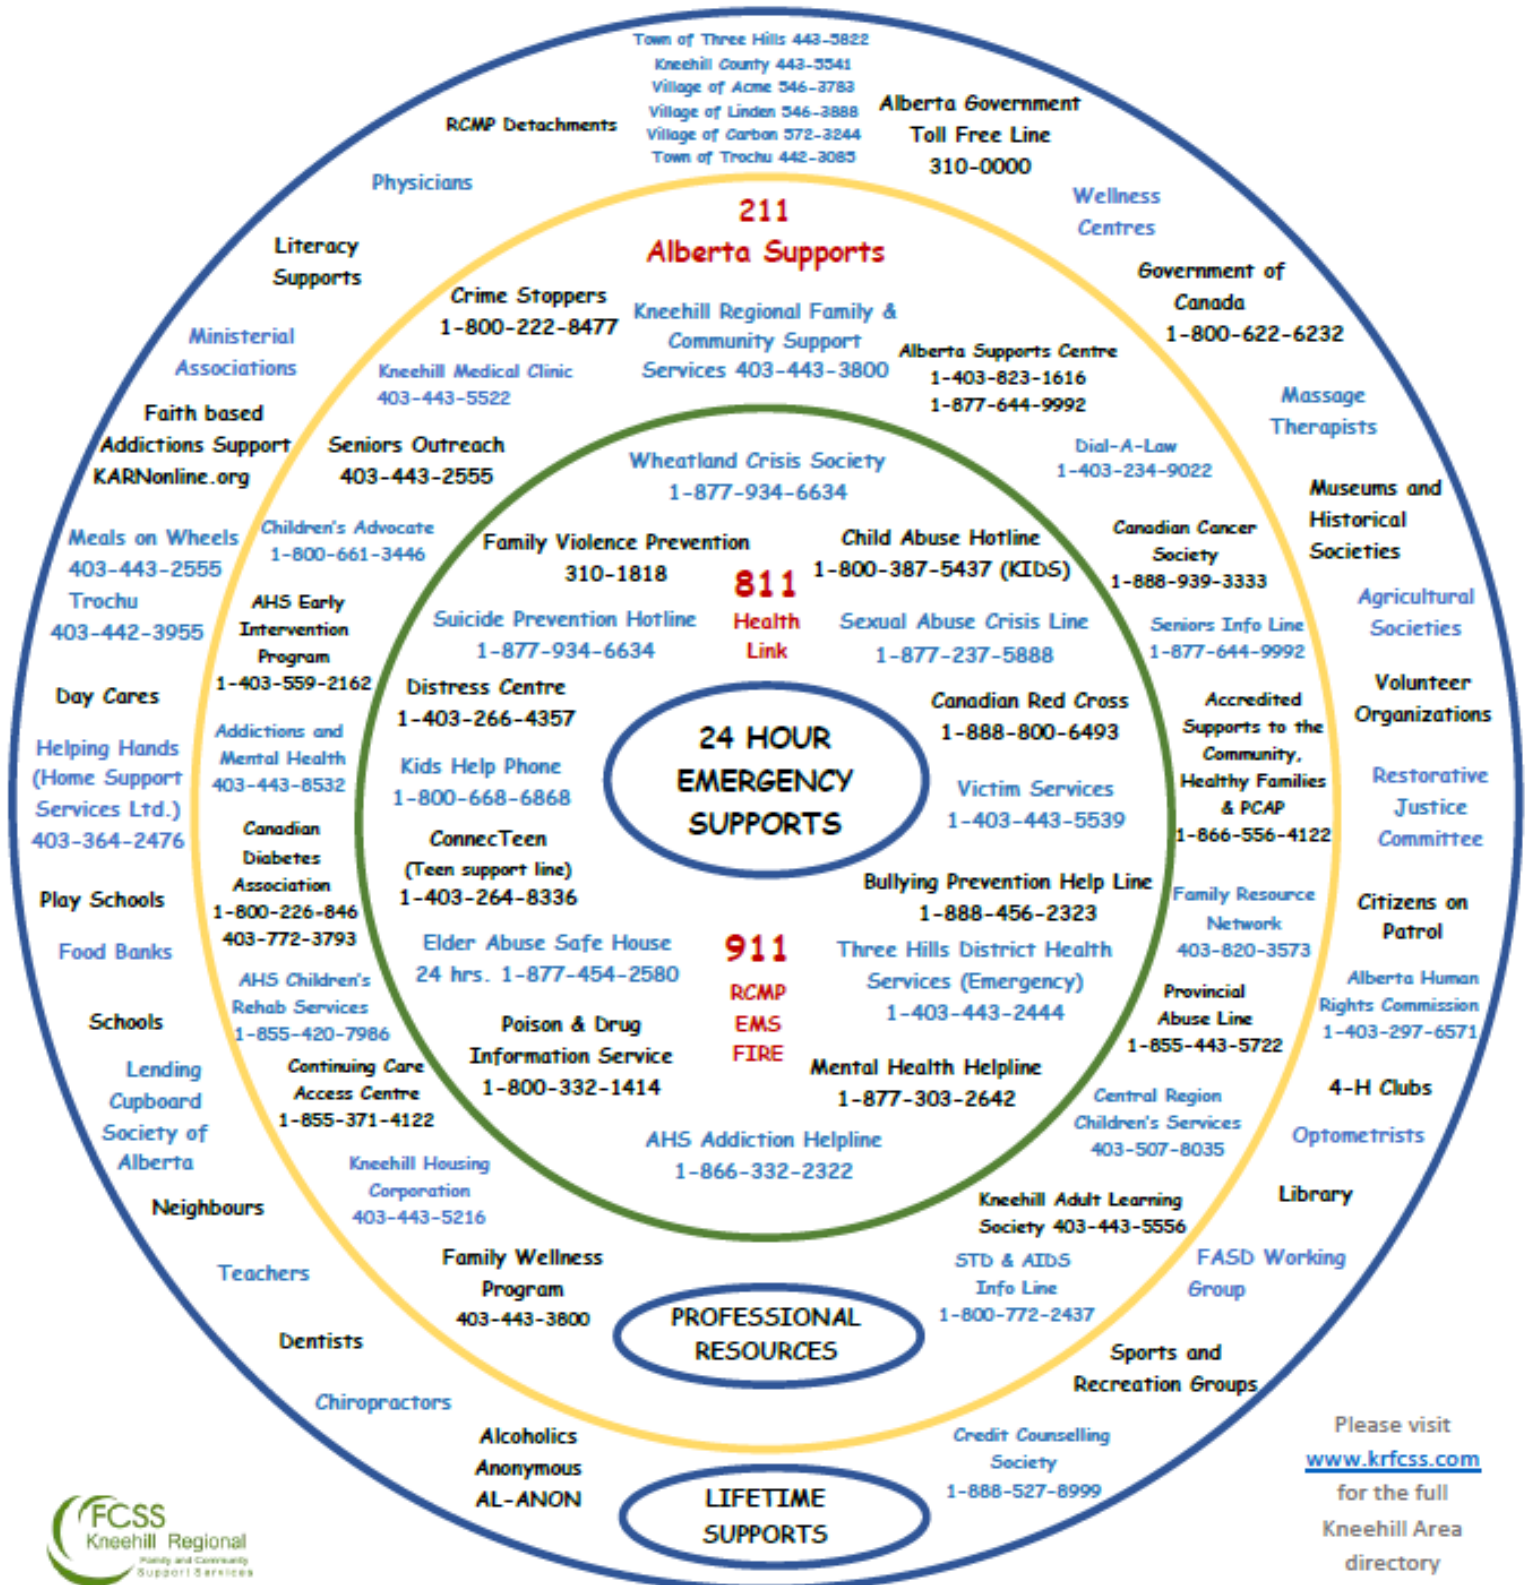 Town of Three Hills 443-5822
Kneehill County 443-5541
Village of Acme 546-3783
Village of Linden 546-3888
Village of Carbon 572-3244
Town of Trochu 442-3085
RCMP Detachments
Alberta Government
Toll Free Line
310-0000
Physicians
Wellness
Centres
Literacy
Supports
Government of
Canada
1-800-622-6232
Ministerial
Associations
Massage
Therapists
Faith based
Addictions Support
KARNonline.org
Museums and
Historical
Societies
Meals on Wheels
403-443-2555
Trochu
403-442-3955
Agricultural
Societies
Day Cares
Volunteer
Organizations
Helping Hands
(Home Support
Services Ltd.)
403-364-2476
Restorative
Justice
Committee
Play Schools
Citizens on
Patrol
Food Banks
Alberta Human
Rights Commission
1-403-297-6571
Schools
4-H Clubs
Lending
Cupboard
Society of
Alberta
Optometrists
Neighbours
Library
Teachers
FASD Working
Group
Dentists
Sports and
Recreation Groups
Chiropractors
Alcoholics
Anonymous
AL-ANON
Credit Counselling
Society
1-888-527-8999
LIFETIME
SUPPORTS
211
Alberta Supports
Crime Stoppers
1-800-222-8477
Kneehill Regional Family &
Community Support
Services 403-443-3800
Alberta Supports Centre
1-403-823-1616
1-877-644-9992
Kneehill Medical Clinic
403-443-5522
Seniors Outreach
403-443-2555
Dial-A-Law
1-403-234-9022
Children's Advocate
1-800-661-3446
Canadian Cancer
Society
1-888-939-3333
AHS Early
Intervention
Program
1-403-559-2162
Seniors Info Line
1-877-644-9992
Addictions and
Mental Health
403-443-8532
Accredited
Supports to the
Community,
Healthy Families
& PCAP
1-866-556-4122
Canadian
Diabetes
Association
1-800-226-846
403-772-3793
Family Resource
Network
403-820-3573
AHS Children's
Rehab Services
1-855-420-7986
Provincial
Abuse Line
1-855-443-5722
Continuing Care
Access Centre
1-855-371-4122
Central Region
Children's Services
403-507-8035
Kneehill Housing
Corporation
403-443-5216
Kneehill Adult Learning
Society 403-443-5556
Family Wellness
Program
403-443-3800
STD & AIDS
Info Line
1-800-772-2437
PROFESSIONAL
RESOURCES
Wheatland Crisis Society
1-877-934-6634
Family Violence Prevention
310-1818
Child Abuse Hotline
1-800-387-5437 (KIDS)
811
Health
Link
Suicide Prevention Hotline
1-877-934-6634
Sexual Abuse Crisis Line
1-877-237-5888
Distress Centre
1-403-266-4357
Canadian Red Cross
1-888-800-6493
24 HOUR
EMERGENCY
SUPPORTS
Kids Help Phone
1-800-668-6868
Victim Services
1-403-443-5539
ConnecTeen
(Teen support line)
1-403-264-8336
Bullying Prevention Help Line
1-888-456-2323
Elder Abuse Safe House
24 hrs. 1-877-454-2580
911
RCMP
EMS
FIRE
Three Hills District Health
Services (Emergency)
1-403-443-2444
Poison & Drug
Information Service
1-800-332-1414
Mental Health Helpline
1-877-303-2642
AHS Addiction Helpline
1-866-332-2322
FCSS
Kneehill Regional
Family and Community
Support Services
Please visit
www.krfcss.com
for the full
Kneehill Area
directory